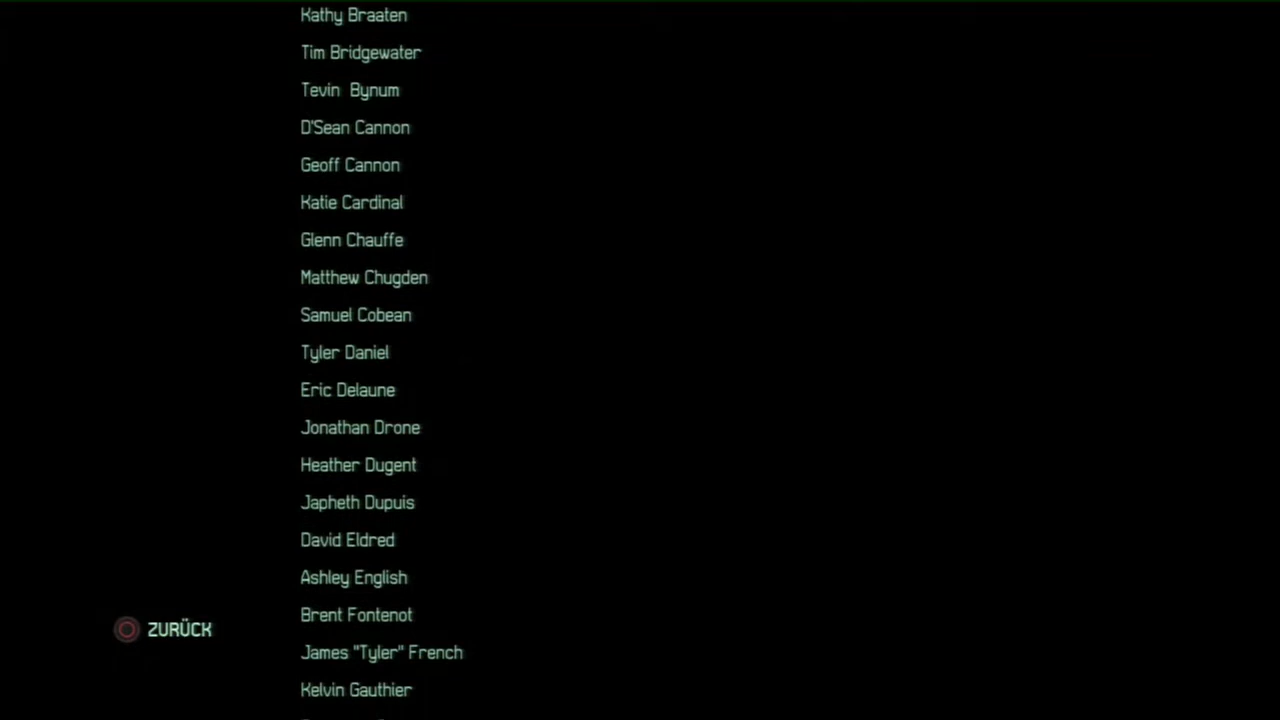 Kathy Braaten
Tim Bridgewater
Tevin  Bynum
D'Sean Cannon
Geoff Cannon
Katie Cardinal
Glenn Chauffe
Matthew Chugden
Samuel Cobean
Tyler Daniel
Eric Delaune
Jonathan Drone
Heather Dugent
Japheth Dupuis
David Eldred
Ashley English
Brent Fontenot
ZURÜCK
James "Tyler" French
Kelvin Gauthier